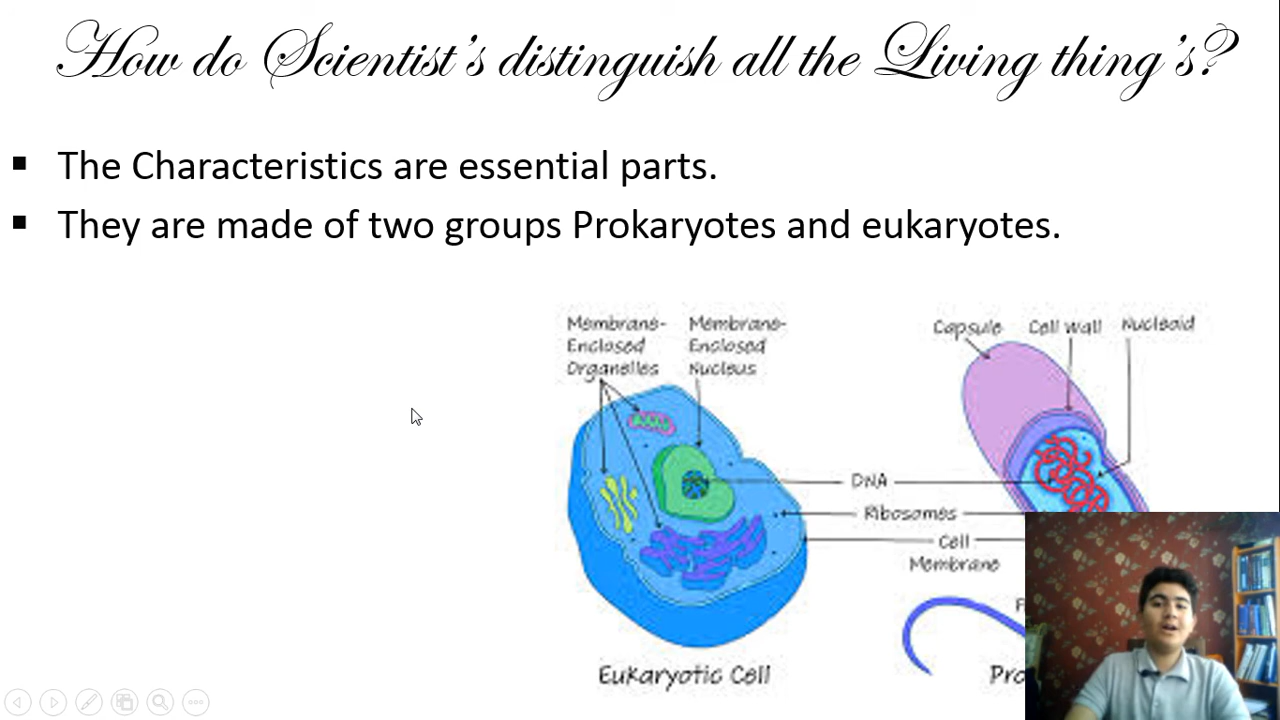 How do Scientist's distinguish all the Living thing's?
The Characteristics are essential parts.
They are made of two groups Prokaryotes and eukaryotes.
Membrane-
Enclosed
Organelles
Membrane-
Enclosed
Nucleus
Capsule
Cell wall
Nucleoid
DNA
Ribosomes
Cell
Membrane
Eukaryotic Cell